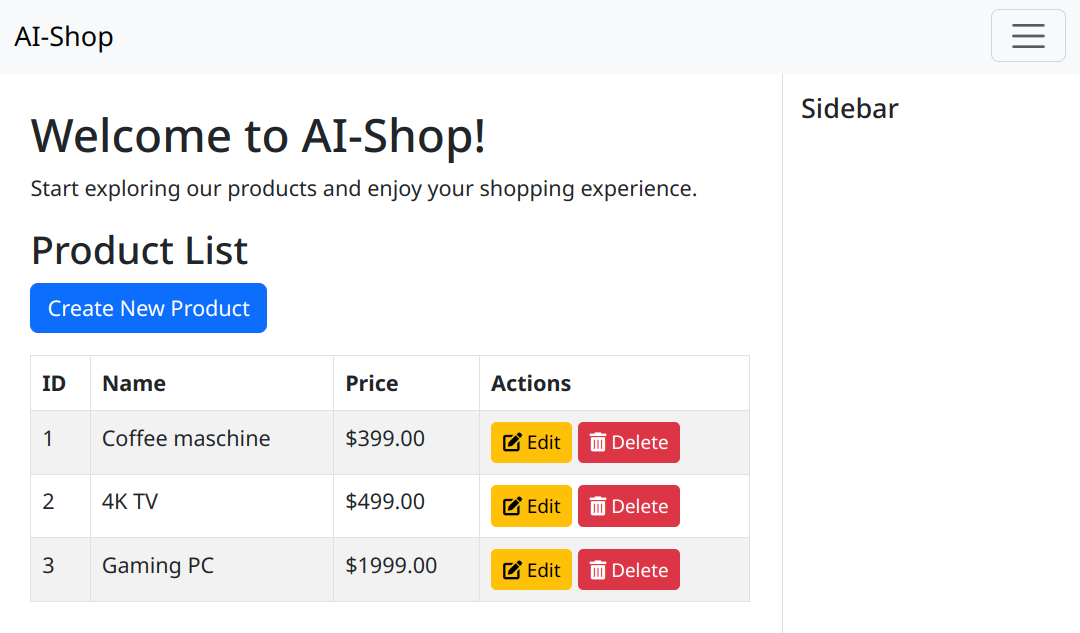 AI-Shop
Welcome to AI-Shop!
Start exploring our products and enjoy your shopping experience.
Product List
Create New Product
ID Name Price Actions
1 Coffee maschine $399.00 Edit Delete
2 4K TV $499.00 Edit Delete
3 Gaming PC $1999.00 Edit Delete
Sidebar